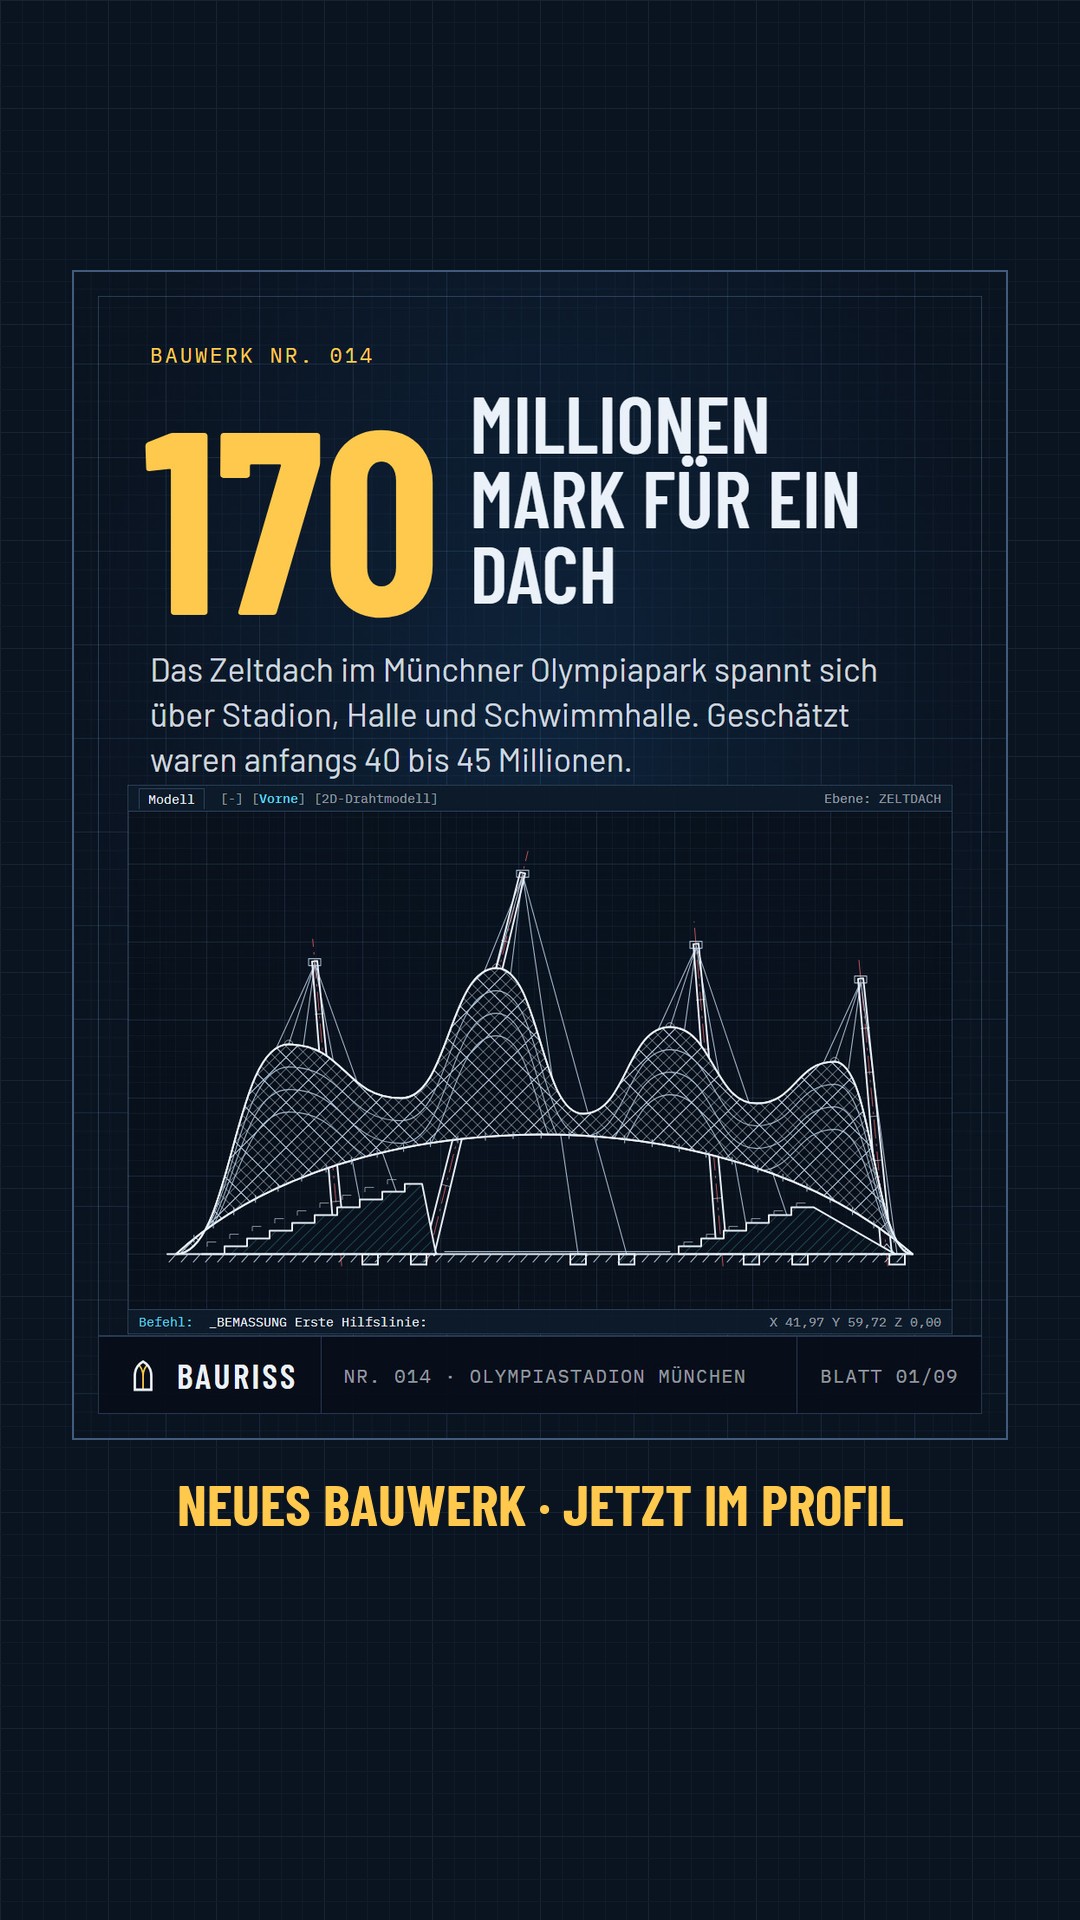 BAUWERK NR. 014
170
MILLIONEN
MARK FÜR EIN
DACH
Das Zeltdach im Münchner Olympiapark spannt sich
über Stadion, Halle und Schwimmhalle. Geschätzt
waren anfangs 40 bis 45 Millionen.
Modell [-] [Vorne] [2D-Drahtmodell] Ebene: ZELTDACH
Befehl: _BEMASSUNG Erste Hilfslinie: X 41,97 Y 59,72 Z 0,00
BAURISS NR. 014 · OLYMPIASTADION MÜNCHEN BLATT 01/09
NEUES BAUWERK · JETZT IM PROFIL